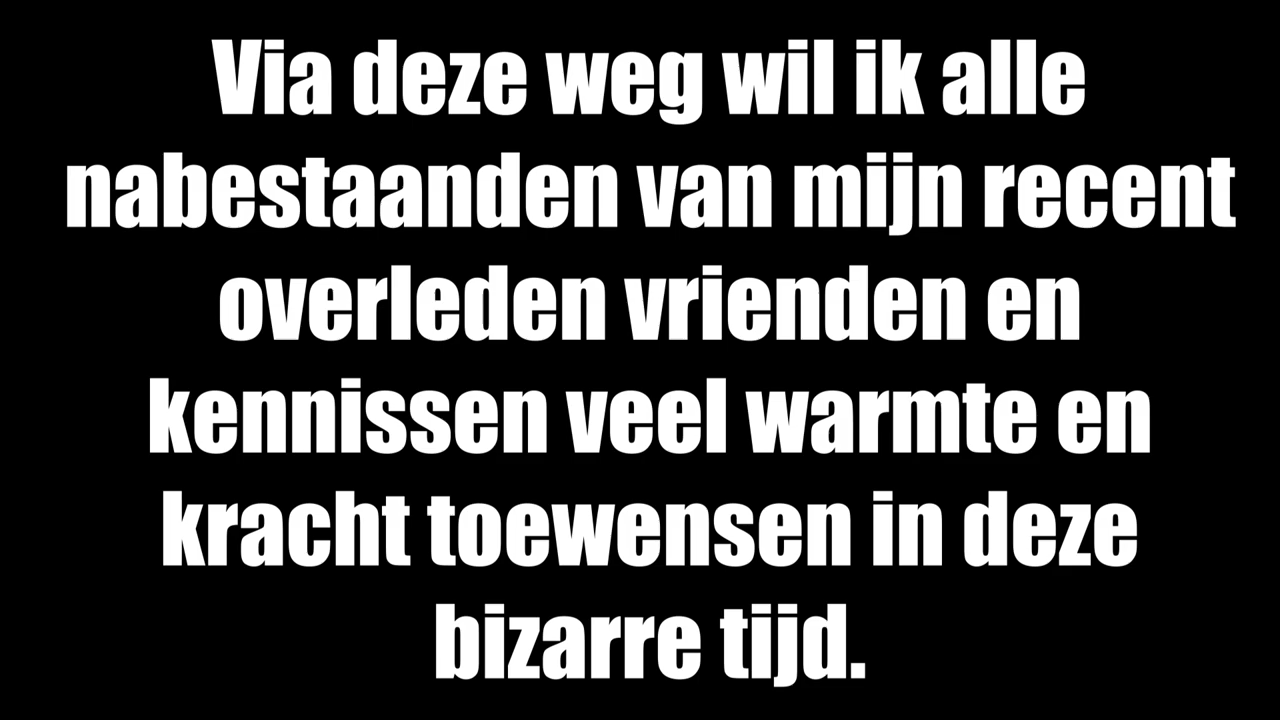 Via deze weg wil ik alle
nabestaanden van mijn recent
overleden vrienden en
kennissen veel warmte en
kracht toewensen in deze
bizarre tijd.